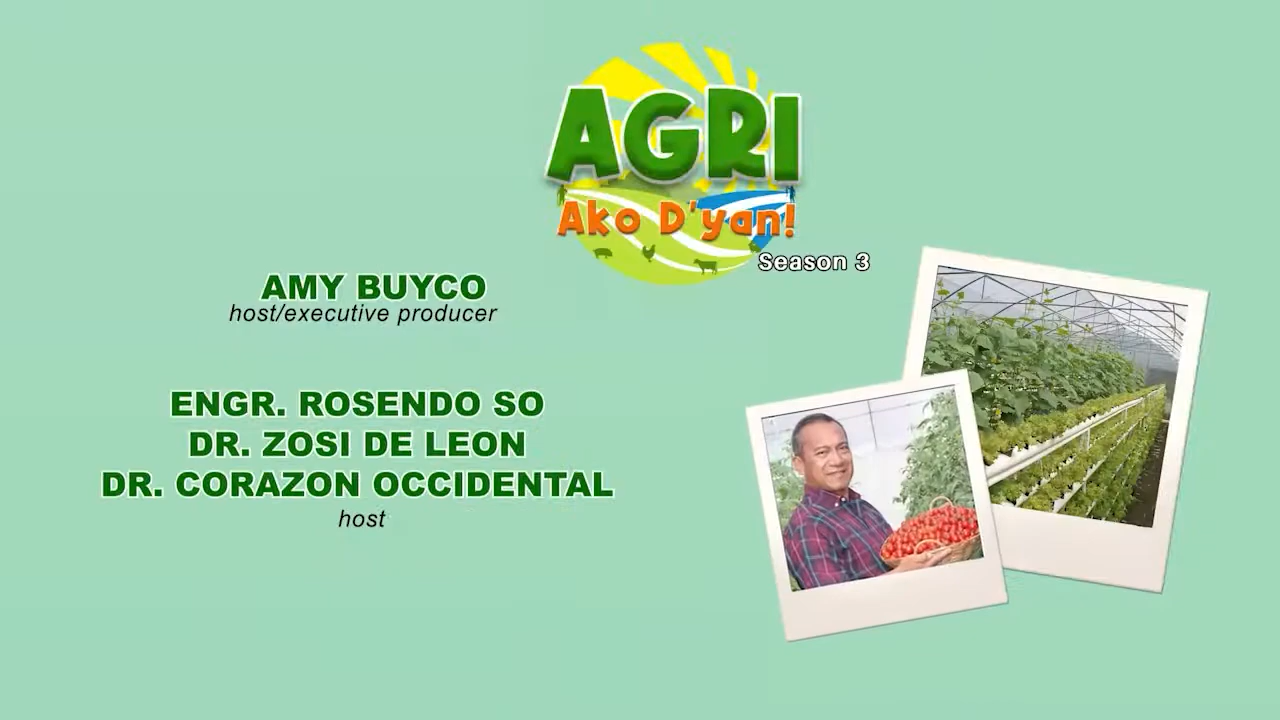 AGRI
Ako D'yan!
Season 3
AMY BUYCO
host/executive producer
ENGR. ROSENDO SO
DR. ZOSI DE LEON
DR. CORAZON OCCIDENTAL
host